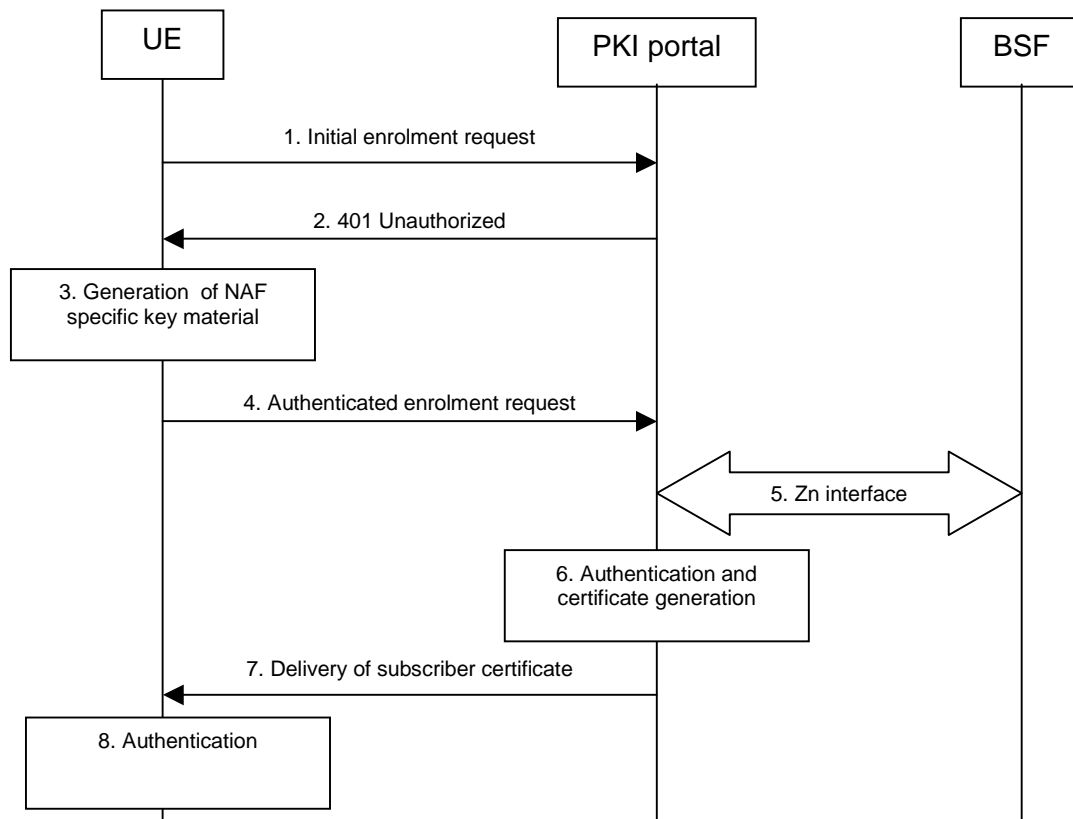 UE
PKI portal
BSF
1. Initial enrolment request
2. 401 Unauthorized
3. Generation of NAF
specific key material
4. Authenticated enrolment request
5. Zn interface
6. Authentication and
certificate generation
7. Delivery of subscriber certificate
8. Authentication